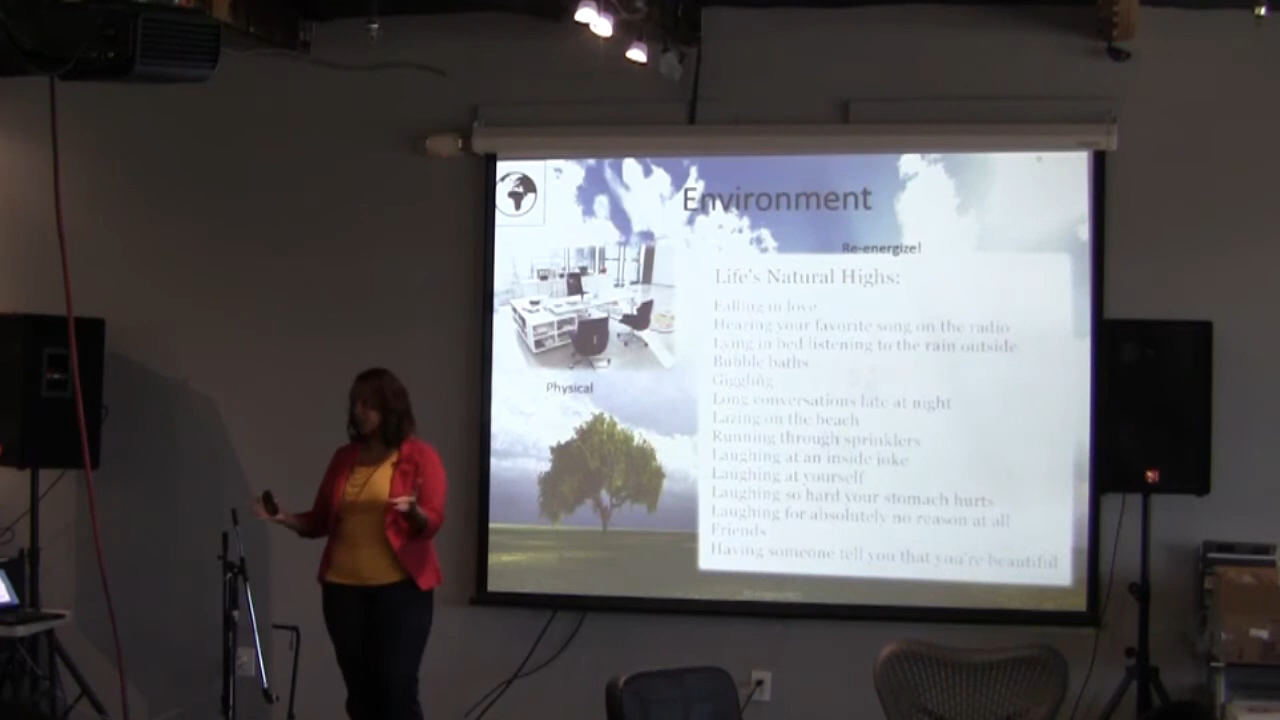 Environment
Re-energize!
Life's Natural Highs:
Falling in love
Hearing your favorite song on the radio
Lying in bed listening to the rain outside
Bubble baths
Giggling
Long conversations late at night
Lazing on the beach
Running through sprinklers
Laughing at an inside joke
Laughing at yourself
Laughing so hard your stomach hurts
Laughing for absolutely no reason at all
Friends
Having someone tell you that you're beautiful
Physical